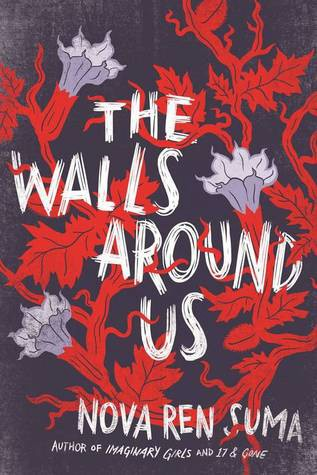 THE
WALLS
AROUND
US
NOVA REN SUMA
AUTHOR OF IMAGINARY GIRLS AND 17 & GONE